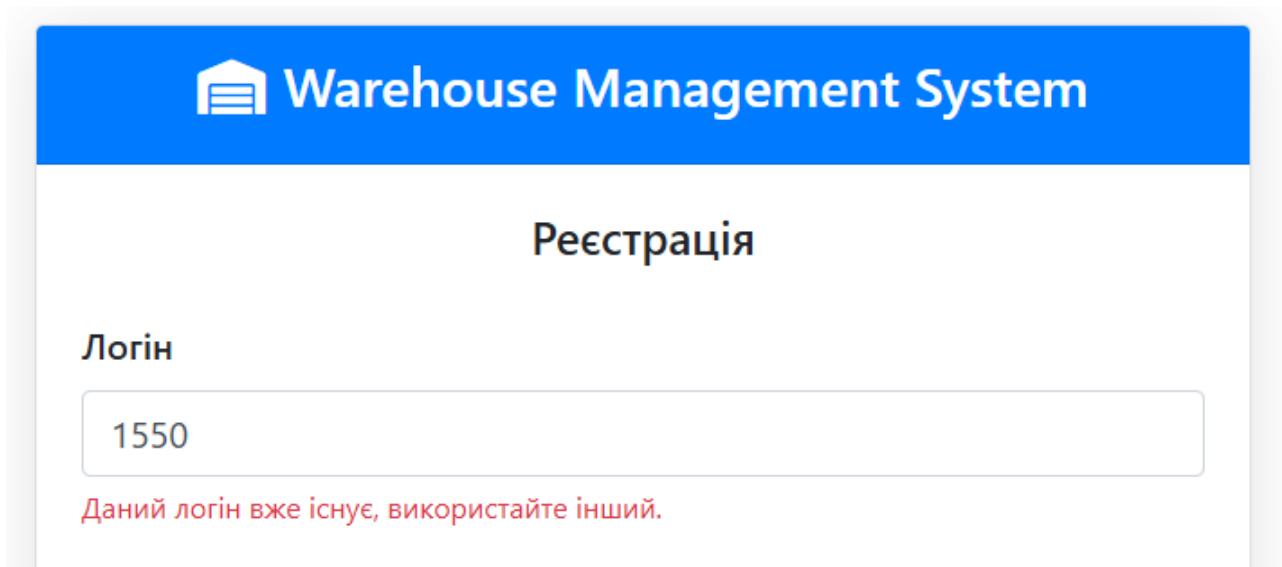 Warehouse Management System
Реєстрація
Логін
1550
Даний логін вже існує, використайте інший.